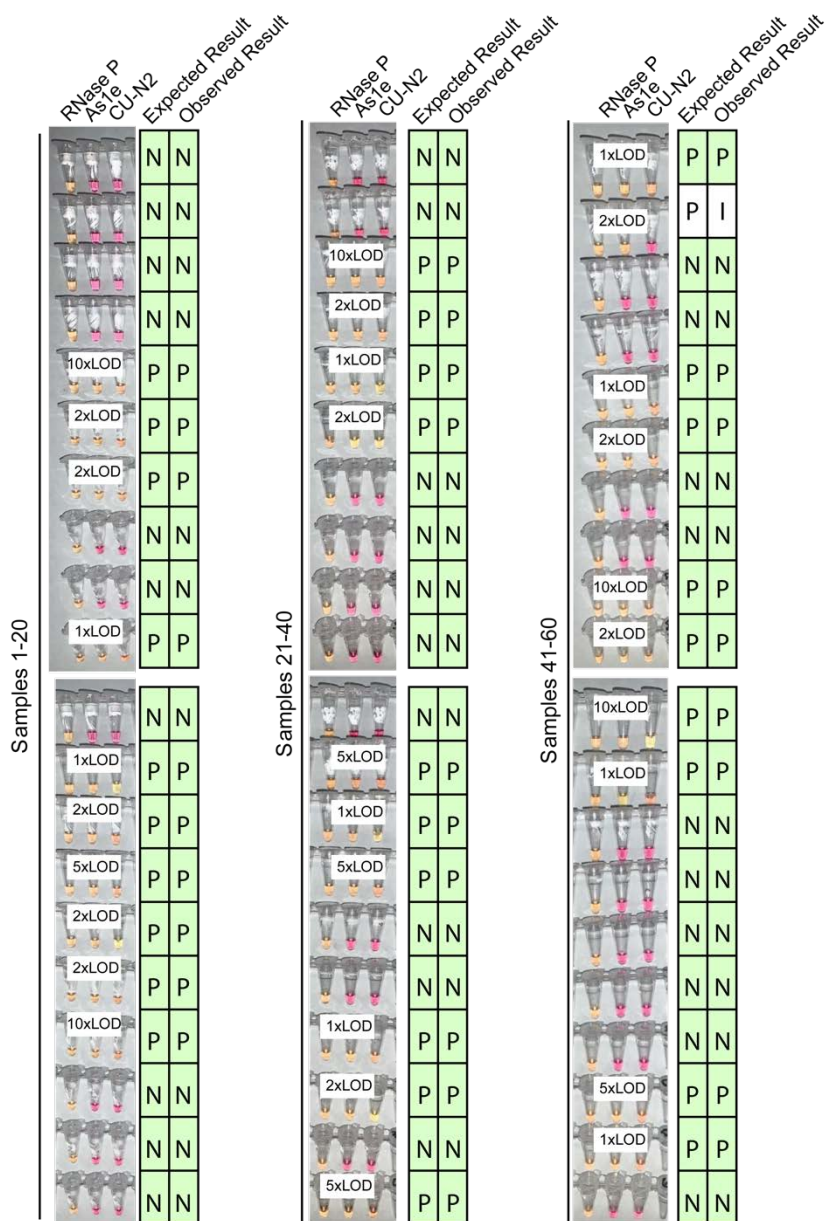 RNase P
As1e
CU-N2
Expected Result
Observed Result
Samples 1-20
N N
N N
N N
N N
10xLOD P P
2xLOD P P
2xLOD P P
N N
N N
1xLOD P P
N N
1xLOD P P
2xLOD P P
5xLOD P P
2xLOD P P
2xLOD P P
10xLOD P P
N N
N N
N N
RNase P
As1e
CU-N2
Expected Result
Observed Result
Samples 21-40
N N
N N
10xLOD P P
2xLOD P P
1xLOD P P
2xLOD P P
N N
N N
N N
N N
N N
5xLOD P P
1xLOD P P
5xLOD P P
N N
N N
1xLOD P P
2xLOD P P
N N
5xLOD P P
RNase P
As1e
CU-N2
Expected Result
Observed Result
Samples 41-60
1xLOD P P
2xLOD P I
N N
N N
1xLOD P P
2xLOD P P
N N
N N
10xLOD P P
2xLOD P P
10xLOD P P
1xLOD P P
N N
N N
N N
N N
N N
5xLOD P P
1xLOD P P
N N